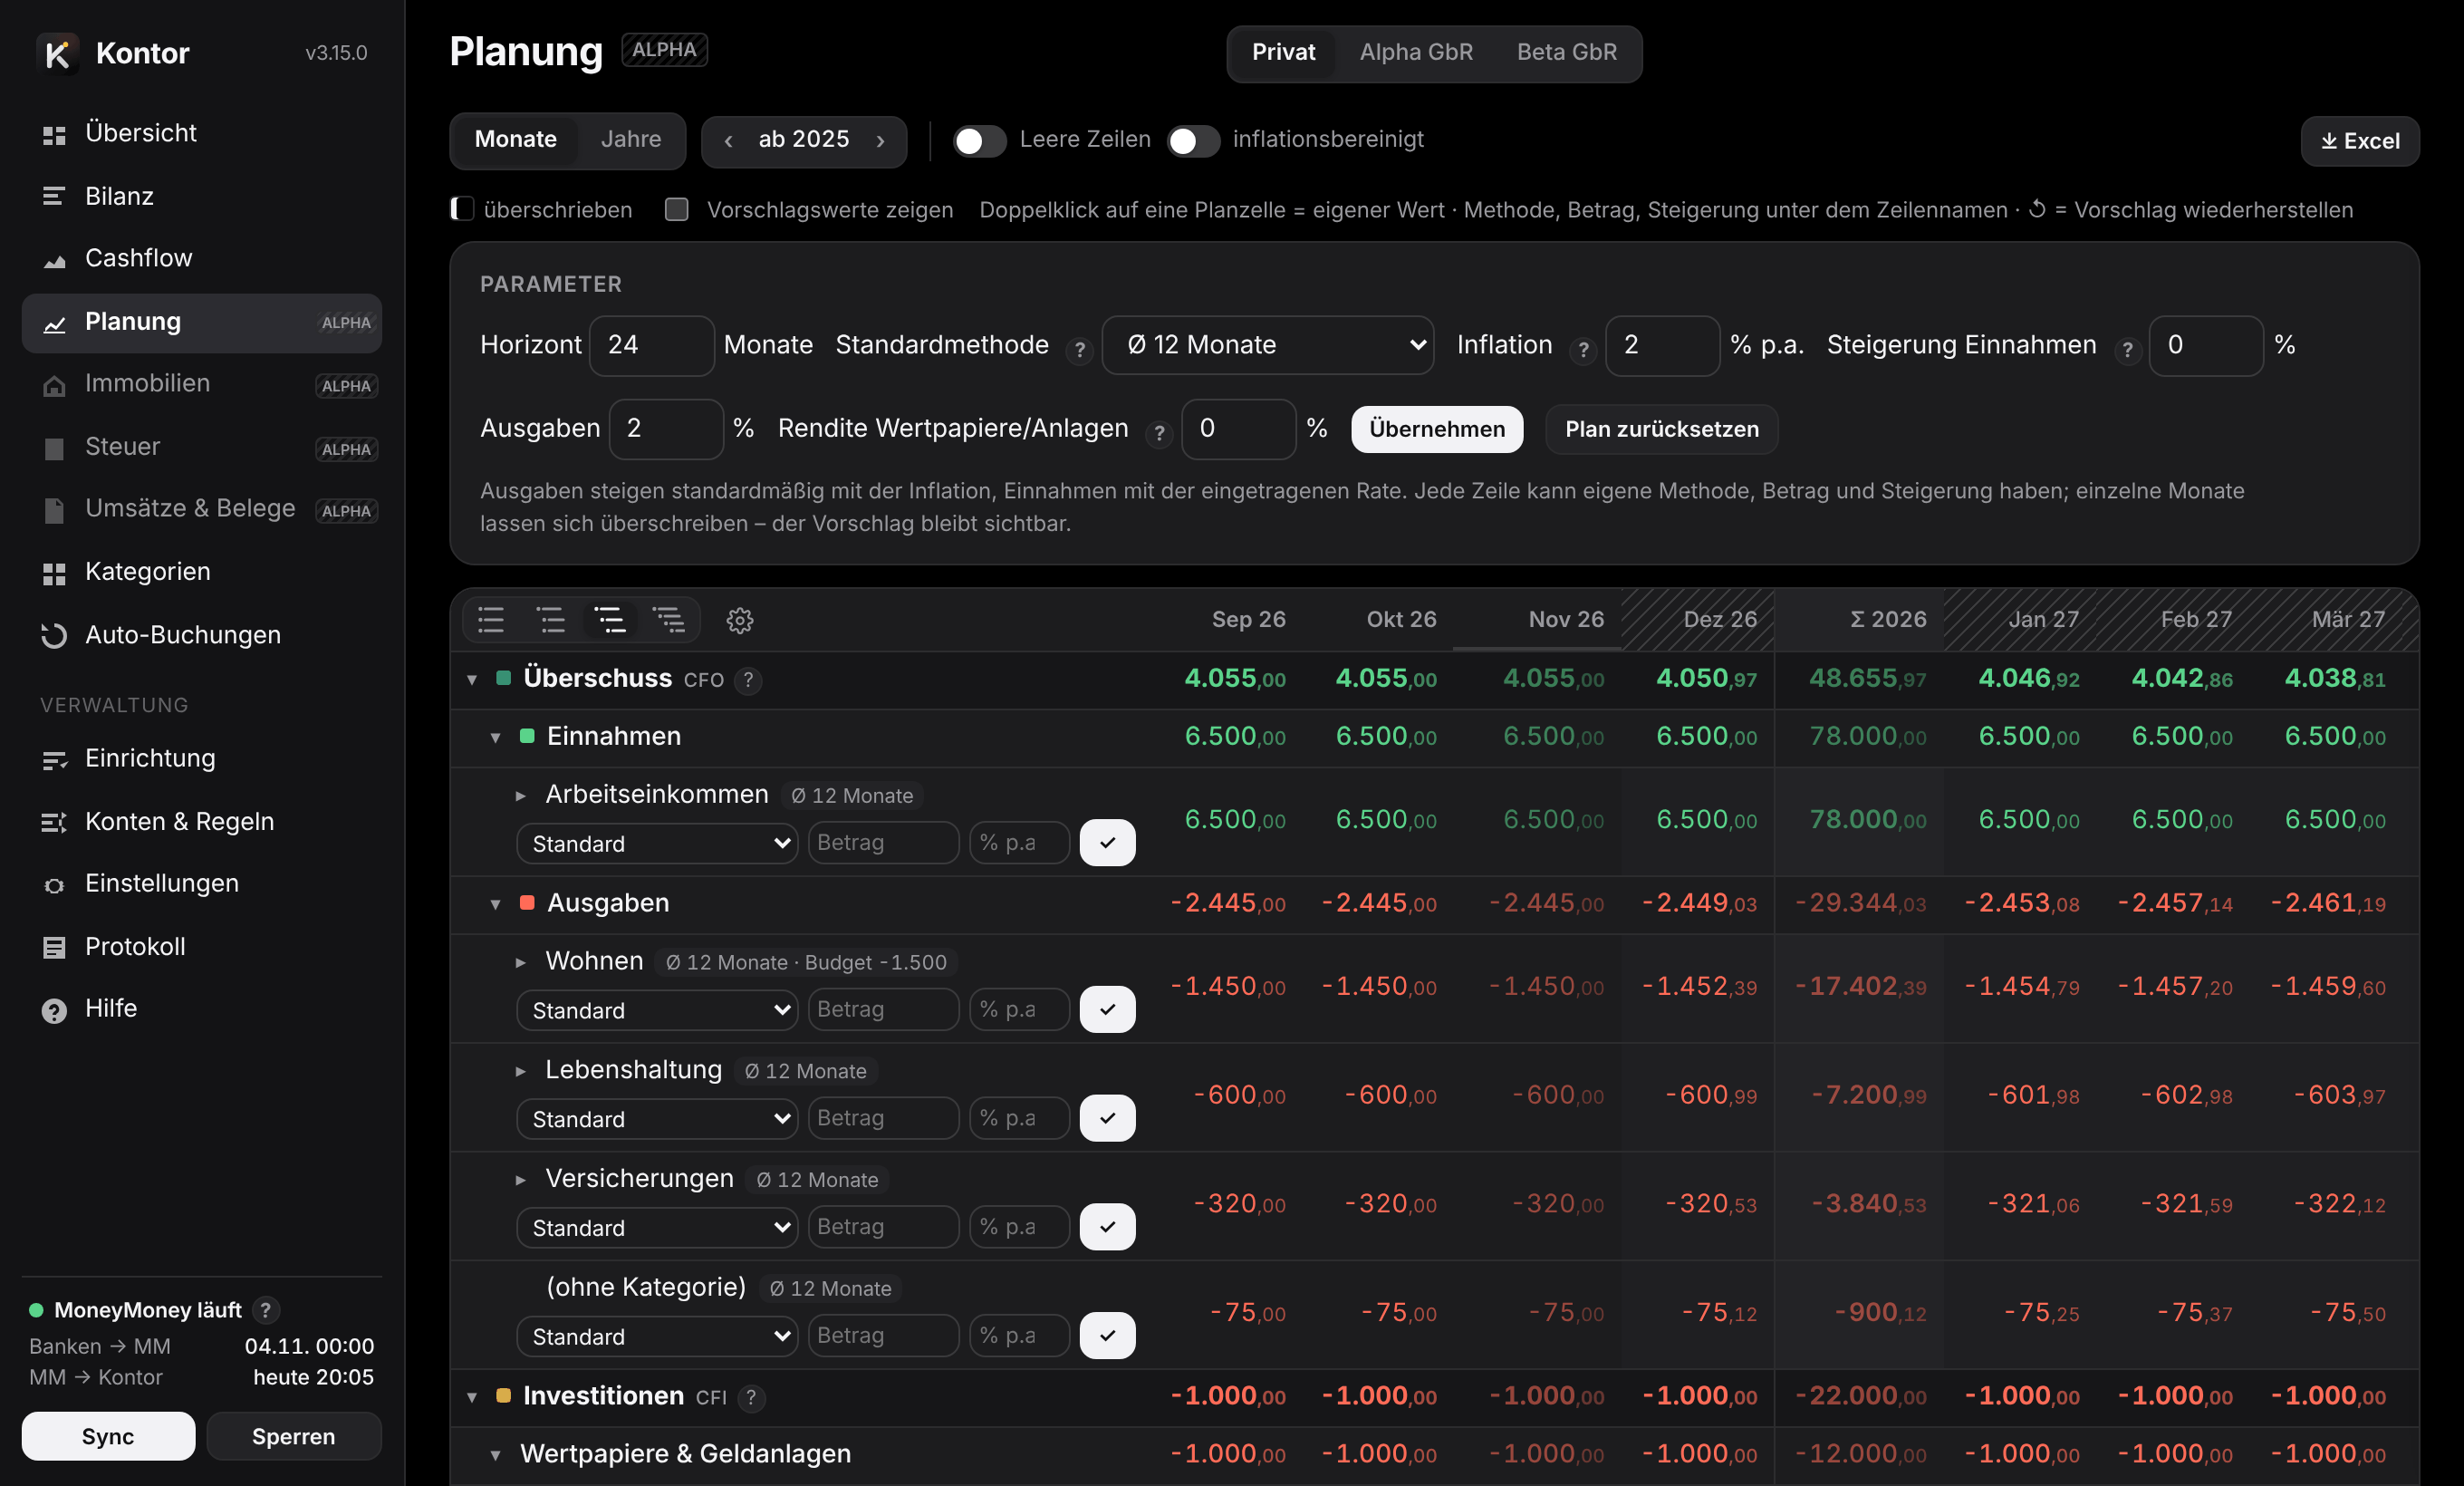 Kontor v3.15.0
Übersicht
Bilanz
Cashflow
Planung ALPHA
Immobilien ALPHA
Steuer ALPHA
Umsätze & Belege ALPHA
Kategorien
Auto-Buchungen
VERWALTUNG
Einrichtung
Konten & Regeln
Einstellungen
Protokoll
Hilfe
MoneyMoney läuft ?
Banken → MM 04.11. 00:00
MM → Kontor heute 20:05
Sync Sperren
Planung ALPHA
Privat Alpha GbR Beta GbR
Monate Jahre ‹ ab 2025 › Leere Zeilen inflationsbereinigt Excel
überschrieben Vorschlagswerte zeigen Doppelklick auf eine Planzelle = eigener Wert · Methode, Betrag, Steigerung unter dem Zeilennamen · ↺ = Vorschlag wiederherstellen
PARAMETER
Horizont 24 Monate Standardmethode ? Ø 12 Monate Inflation ? 2 % p.a. Steigerung Einnahmen ? 0 %
Ausgaben 2 % Rendite Wertpapiere/Anlagen ? 0 % Übernehmen Plan zurücksetzen
Ausgaben steigen standardmäßig mit der Inflation, Einnahmen mit der eingetragenen Rate. Jede Zeile kann eigene Methode, Betrag und Steigerung haben; einzelne Monate
lassen sich überschreiben – der Vorschlag bleibt sichtbar.
Sep 26 Okt 26 Nov 26 Dez 26 Σ 2026 Jan 27 Feb 27 Mär 27
Überschuss CFO ? 4.055,00 4.055,00 4.055,00 4.050,97 48.655,97 4.046,92 4.042,86 4.038,81
Einnahmen 6.500,00 6.500,00 6.500,00 6.500,00 78.000,00 6.500,00 6.500,00 6.500,00
Arbeitseinkommen Ø 12 Monate
Standard Betrag % p.a 6.500,00 6.500,00 6.500,00 6.500,00 78.000,00 6.500,00 6.500,00 6.500,00
Ausgaben -2.445,00 -2.445,00 -2.445,00 -2.449,03 -29.344,03 -2.453,08 -2.457,14 -2.461,19
Wohnen Ø 12 Monate · Budget -1.500
Standard Betrag % p.a -1.450,00 -1.450,00 -1.450,00 -1.452,39 -17.402,39 -1.454,79 -1.457,20 -1.459,60
Lebenshaltung Ø 12 Monate
Standard Betrag % p.a -600,00 -600,00 -600,00 -600,99 -7.200,99 -601,98 -602,98 -603,97
Versicherungen Ø 12 Monate
Standard Betrag % p.a -320,00 -320,00 -320,00 -320,53 -3.840,53 -321,06 -321,59 -322,12
(ohne Kategorie) Ø 12 Monate
Standard Betrag % p.a -75,00 -75,00 -75,00 -75,12 -900,12 -75,25 -75,37 -75,50
Investitionen CFI ? -1.000,00 -1.000,00 -1.000,00 -1.000,00 -22.000,00 -1.000,00 -1.000,00 -1.000,00
Wertpapiere & Geldanlagen -1.000,00 -1.000,00 -1.000,00 -1.000,00 -12.000,00 -1.000,00 -1.000,00 -1.000,00